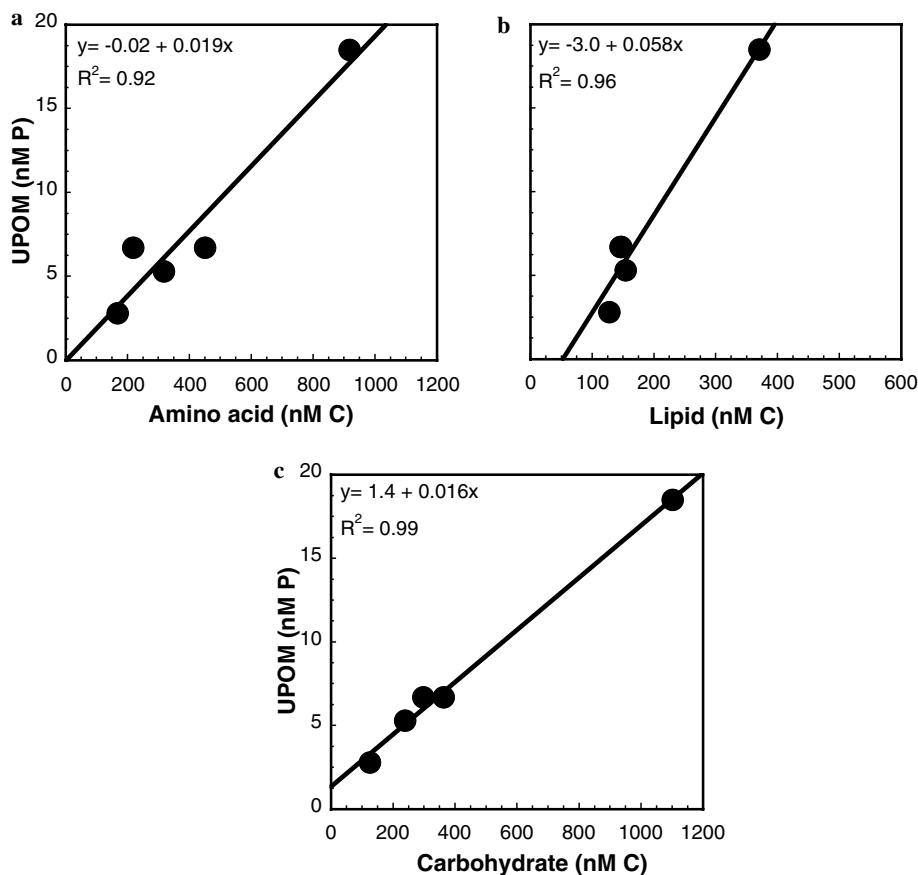 a
y= -0.02 + 0.019x
R²= 0.92
20
15
10
5
0
UPOM (nM P)
0 200 400 600 800 1000 1200
Amino acid (nM C)
b
y= -3.0 + 0.058x
R²= 0.96
0 100 200 300 400 500 600
Lipid (nM C)
c
y= 1.4 + 0.016x
R²= 0.99
20
15
10
5
0
UPOM (nM P)
0 200 400 600 800 1000 1200
Carbohydrate (nM C)